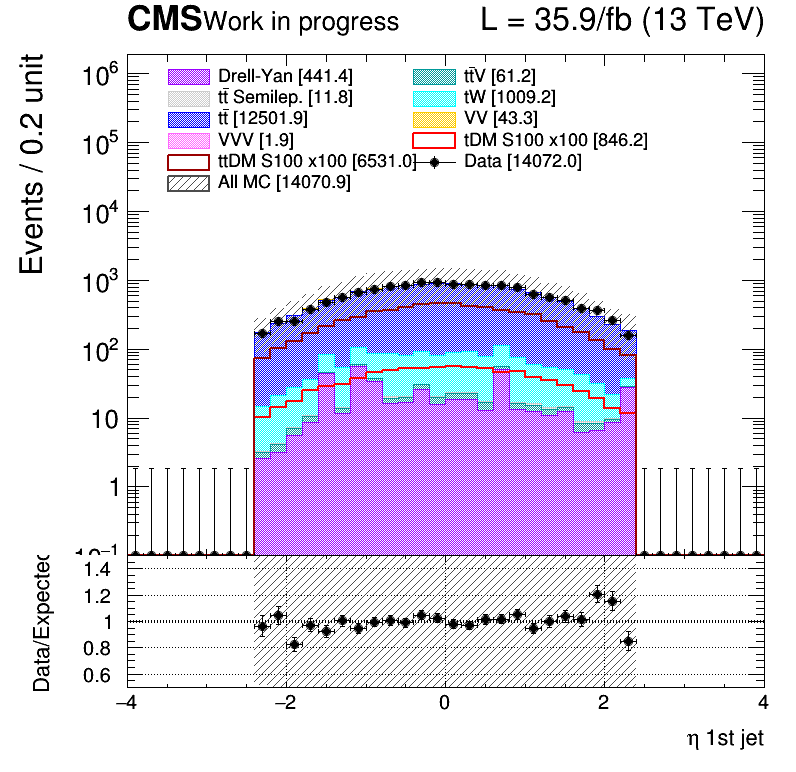 CMS Work in progress L = 35.9/fb (13 TeV)
Events / 0.2 unit
10⁶
10⁵
10⁴
10³
10²
10
1
10⁻¹
Drell-Yan [441.4] tt̄V [61.2]
tt̄ Semilep. [11.8] tW [1009.2]
tt̄ [12501.9] VV [43.3]
VVV [1.9] tDM S100 x100 [846.2]
ttDM S100 x100 [6531.0] Data [14072.0]
All MC [14070.9]
Data/Expected
1.4
1.2
1
0.8
0.6
−4 −2 0 2 4
η 1st jet